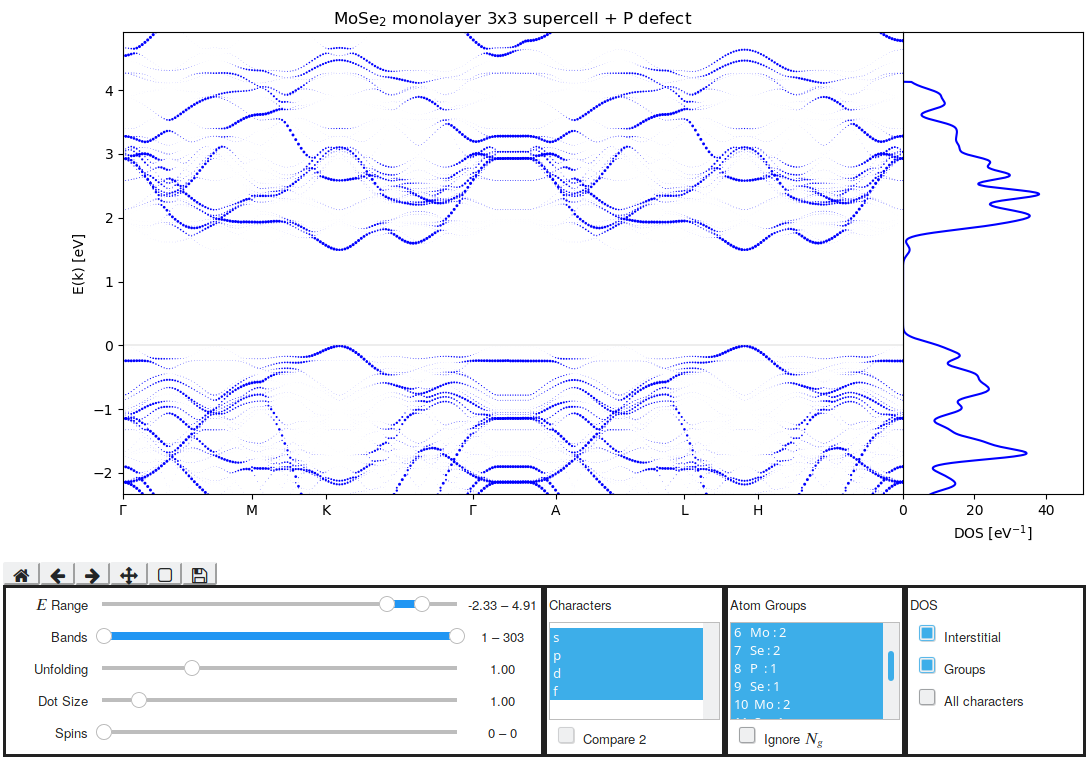 MoSe₂ monolayer 3x3 supercell + P defect
E(k) [eV]
4
3
2
1
0
−1
−2
Γ M K Γ A L H 0 20 40
DOS [eV⁻¹]
E Range -2.33 – 4.91
Bands 1 – 303
Unfolding 1.00
Dot Size 1.00
Spins 0 – 0
Characters
s
p
d
f
Compare 2
Atom Groups
6 Mo : 2
7 Se : 2
8 P : 1
9 Se : 1
10 Mo : 2
Ignore N_g
DOS
Interstitial
Groups
All characters